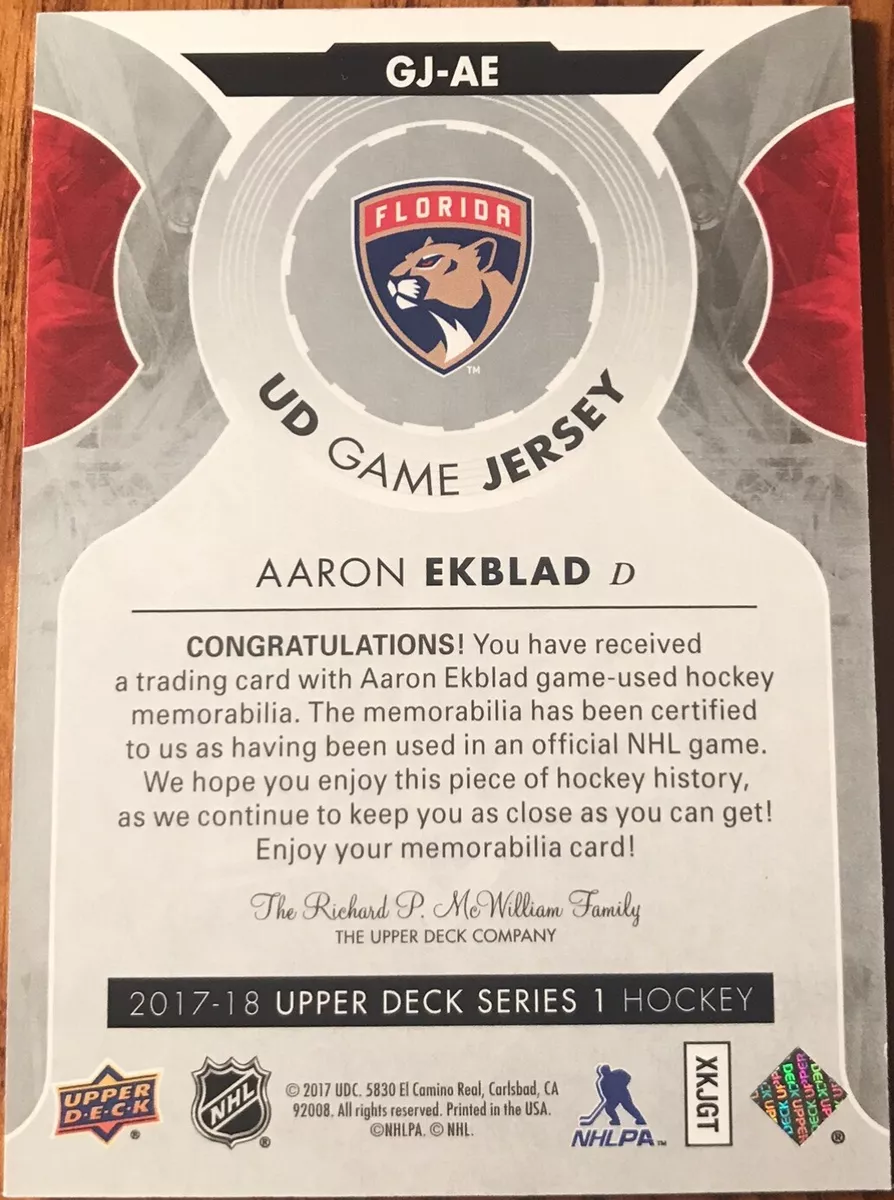 GJ-AE
FLORIDA
TM
UD GAME JERSEY
AARON EKBLAD D
CONGRATULATIONS! You have received
a trading card with Aaron Ekblad game-used hockey
memorabilia. The memorabilia has been certified
to us as having been used in an official NHL game.
We hope you enjoy this piece of hockey history,
as we continue to keep you as close as you can get!
Enjoy your memorabilia card!
The Richard P. McWilliam Family
THE UPPER DECK COMPANY
2017-18 UPPER DECK SERIES 1 HOCKEY
UPPER
D·E·C·K
®
NHL
®
© 2017 UDC. 5830 El Camino Real, Carlsbad, CA
92008. All rights reserved. Printed in the USA.
©NHLPA. © NHL.
NHLPA™
XKJGT
®